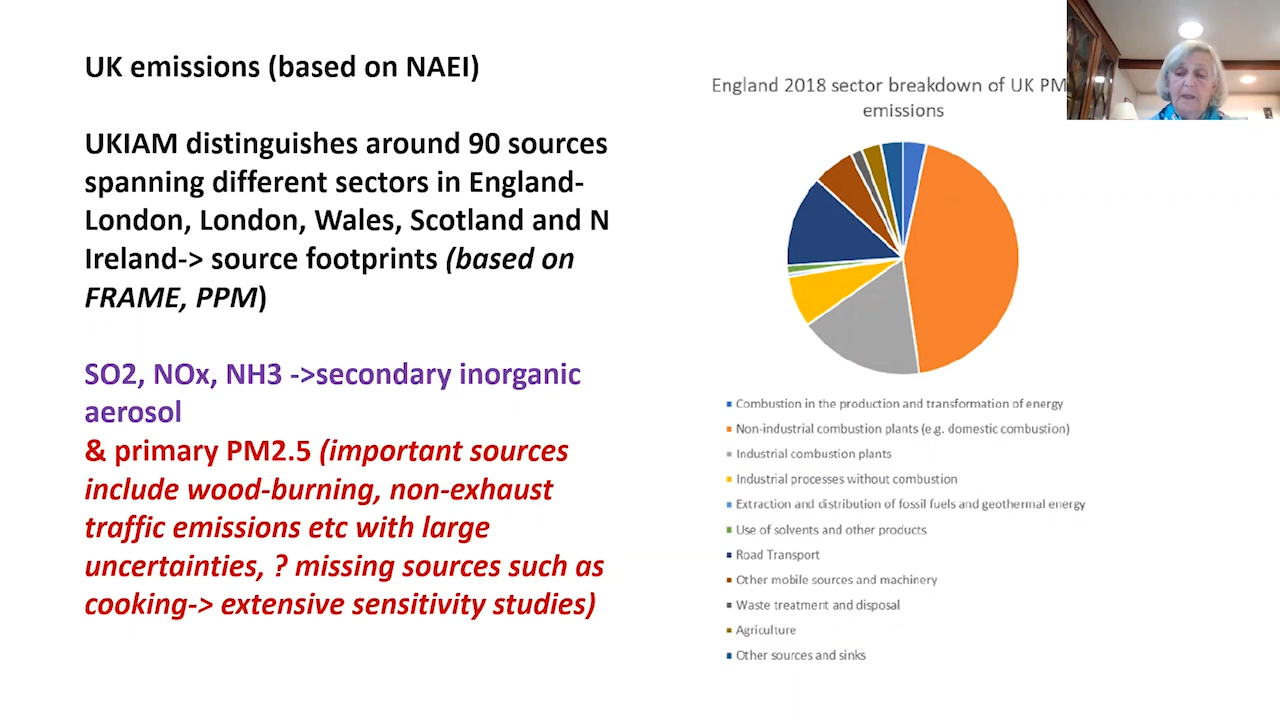 UK emissions (based on NAEI)
UKIAM distinguishes around 90 sources
spanning different sectors in England-
London, London, Wales, Scotland and N
Ireland-> source footprints (based on
FRAME, PPM)
SO2, NOx, NH3 ->secondary inorganic
aerosol
& primary PM2.5 (important sources
include wood-burning, non-exhaust
traffic emissions etc with large
uncertainties, ? missing sources such as
cooking-> extensive sensitivity studies)
England 2018 sector breakdown of UK PM
emissions
Combustion in the production and transformation of energy
Non-industrial combustion plants (e.g. domestic combustion)
Industrial combustion plants
Industrial processes without combustion
Extraction and distribution of fossil fuels and geothermal energy
Use of solvents and other products
Road Transport
Other mobile sources and machinery
Waste treatment and disposal
Agriculture
Other sources and sinks